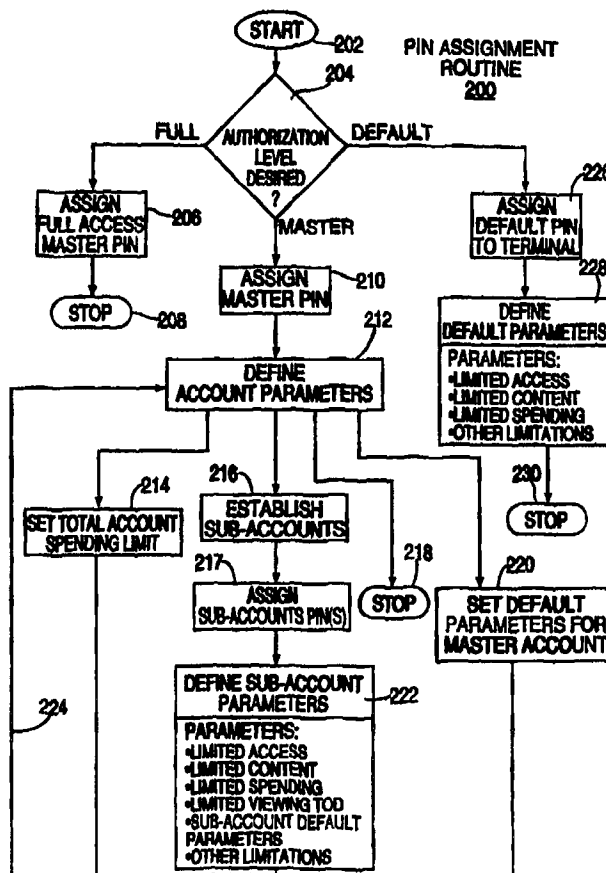 START
202
PIN ASSIGNMENT
ROUTINE
200
204
FULL
AUTHORIZATION
LEVEL
DESIRED
?
DEFAULT
MASTER
ASSIGN
FULL ACCESS
MASTER PIN
206
STOP
208
ASSIGN
MASTER PIN
210
226
ASSIGN
DEFAULT PIN
TO TERMINAL
212
DEFINE
ACCOUNT PARAMETERS
228
DEFINE
DEFAULT PARAMETERS
PARAMETERS:
•LIMITED ACCESS
•LIMITED CONTENT
•LIMITED SPENDING
•OTHER LIMITATIONS
230
STOP
214
SET TOTAL ACCOUNT
SPENDING LIMIT
216
ESTABLISH
SUB-ACCOUNTS
217
ASSIGN
SUB-ACCOUNTS PIN(S)
218
STOP
220
SET DEFAULT
PARAMETERS FOR
MASTER ACCOUNT
DEFINE SUB-ACCOUNT
PARAMETERS
222
PARAMETERS:
•LIMITED ACCESS
•LIMITED CONTENT
•LIMITED SPENDING
•LIMITED VIEWING TOD
•SUB-ACCOUNT DEFAULT
PARAMETERS
•OTHER LIMITATIONS
224